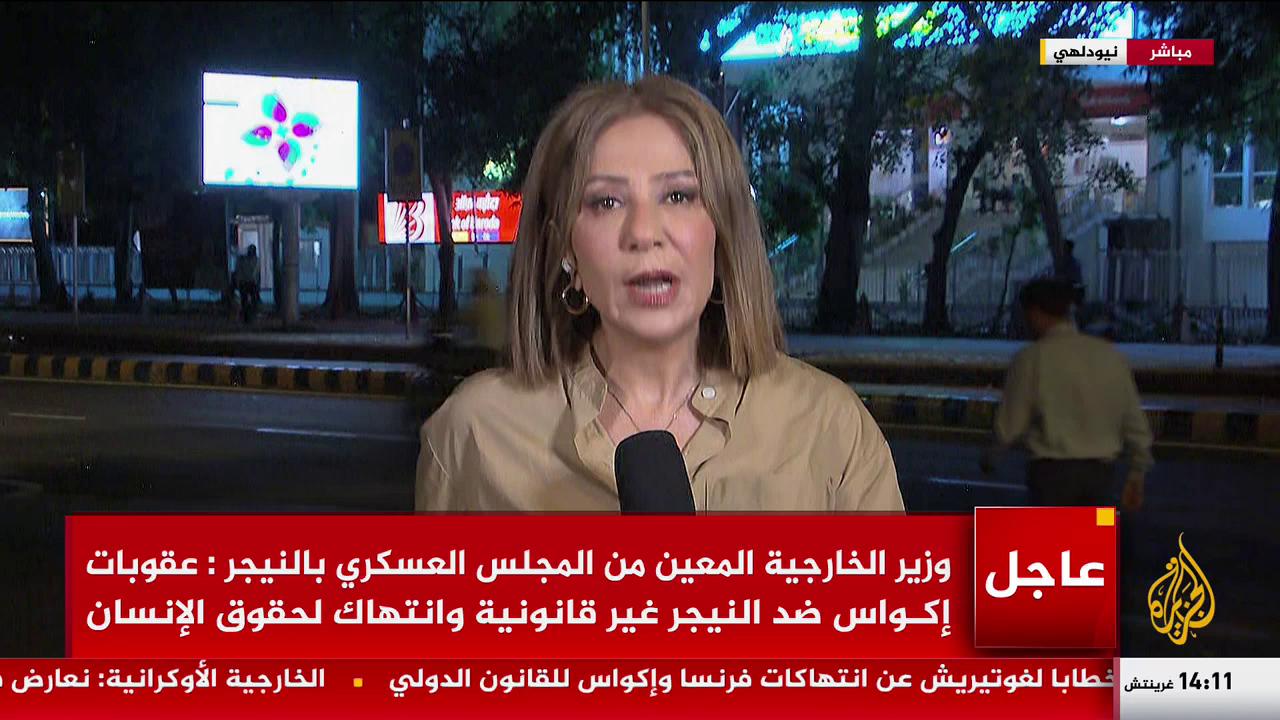 مباشر
نيودلهي
عاجل
وزير الخارجية المعين من المجلس العسكري بالنيجر : عقوبات
إكـواس ضد النيجر غير قانونية وانتهاك لحقوق الإنسان
خطابا لغوتيريش عن انتهاكات فرنسا وإكواس للقانون الدولي ▪ الخارجية الأوكرانية: نعارض
14:11 غرينتش
الجزيرة